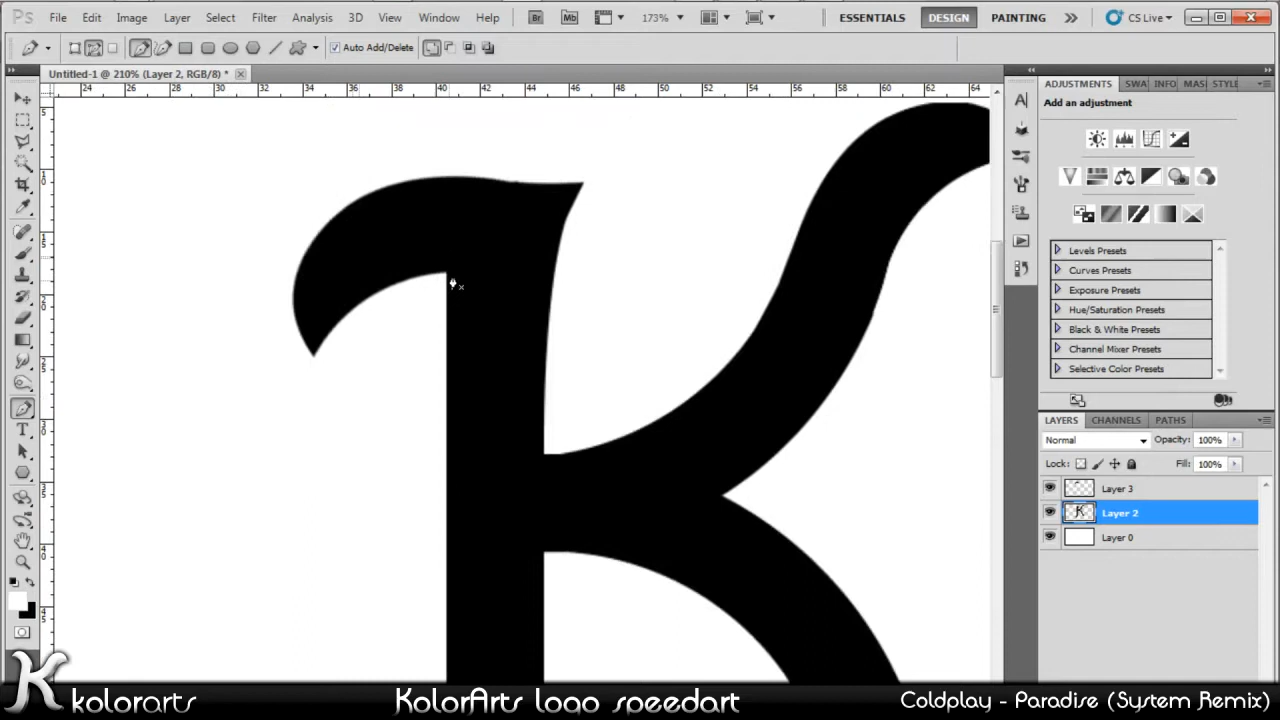 Ps File Edit Image Layer Select Filter Analysis 3D View Window Help Br Mb 173% ESSENTIALS DESIGN PAINTING CS Live
Auto Add/Delete
Untitled-1 @ 210% (Layer 2, RGB/8) *
24 26 28 30 32 34 36 38 40 42 44 46 48 50 52 54 56 58 60 62 64
ADJUSTMENTS SWA INFO MAS STYLE
Add an adjustment
Levels Presets
Curves Presets
Exposure Presets
Hue/Saturation Presets
Black & White Presets
Channel Mixer Presets
Selective Color Presets
LAYERS CHANNELS PATHS
Normal Opacity: 100%
Lock: Fill: 100%
Layer 3
Layer 2
Layer 0
K
kolorarts KolorArts logo speedart Coldplay - Paradise (System Remix)